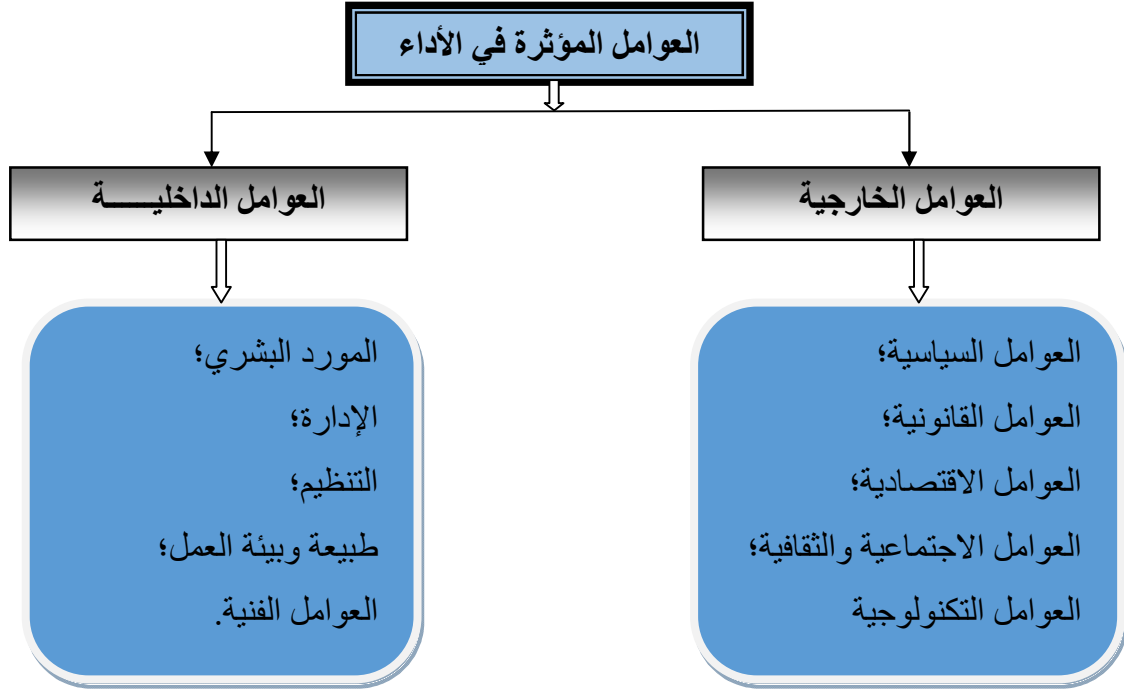 العوامل المؤثرة في الأداء
العوامل الخارجية
العوامل السياسية؛
العوامل القانونية؛
العوامل الاقتصادية؛
العوامل الاجتماعية والثقافية؛
العوامل التكنولوجية
العوامل الداخليـــــــة
المورد البشري؛
الإدارة؛
التنظيم؛
طبيعة وبيئة العمل؛
العوامل الفنية.